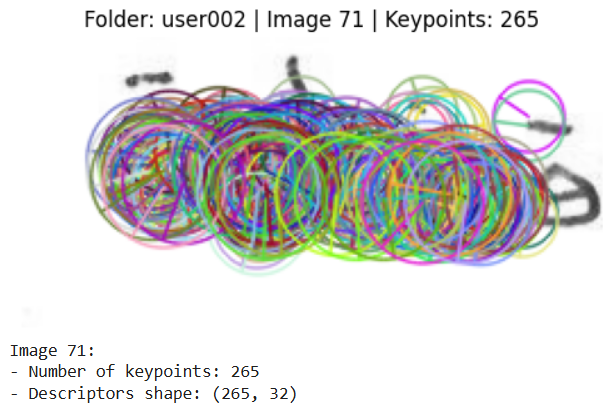 Folder: user002 | Image 71 | Keypoints: 265
Image 71:
- Number of keypoints: 265
- Descriptors shape: (265, 32)